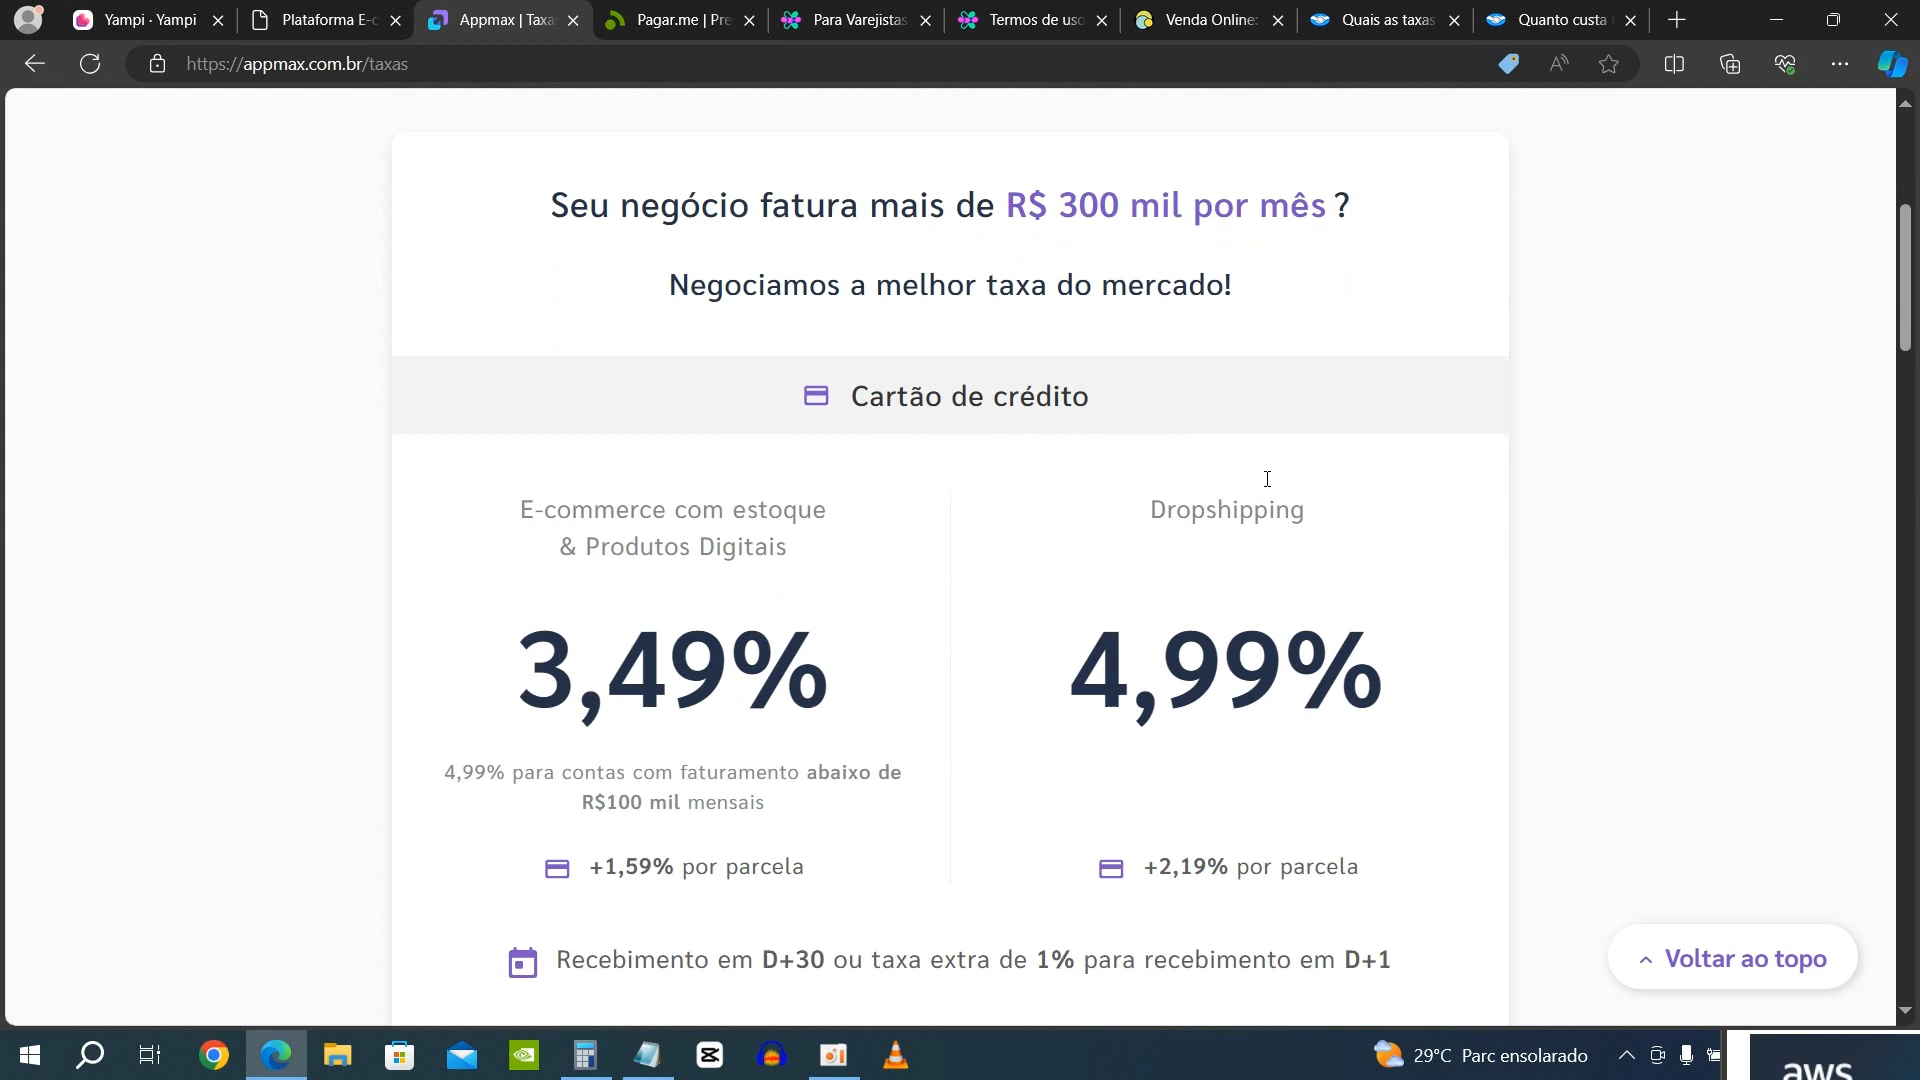 Yampi · Yampi
Plataforma E-c
Appmax | Taxa
Pagar.me | Pre
Para Varejistas
Termos de uso
Venda Online:
Quais as taxas
Quanto custa
https://appmax.com.br/taxas
Seu negócio fatura mais de R$ 300 mil por mês ?
Negociamos a melhor taxa do mercado!
Cartão de crédito
E-commerce com estoque
& Produtos Digitais
3,49%
4,99% para contas com faturamento abaixo de
R$100 mil mensais
+1,59% por parcela
Dropshipping
4,99%
+2,19% por parcela
Recebimento em D+30 ou taxa extra de 1% para recebimento em D+1
Voltar ao topo
29°C Parc ensolarado
aws